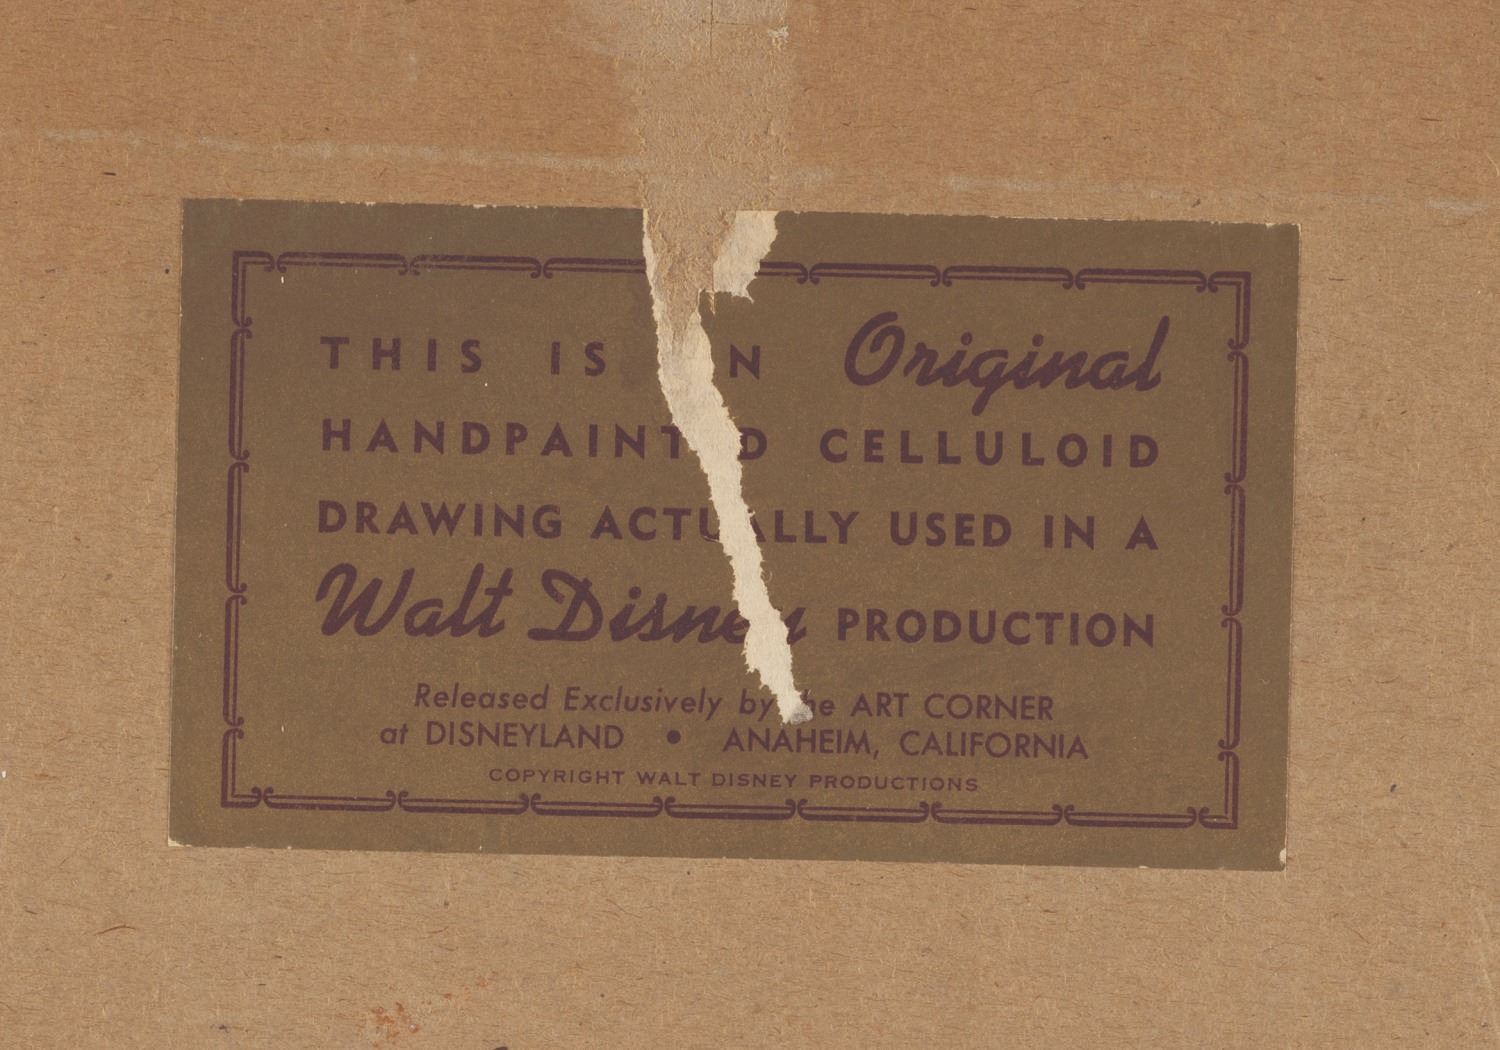 THIS IS N Original
HANDPAINT D CELLULOID
DRAWING ACTUALLY USED IN A
Walt Disney PRODUCTION
Released Exclusively by the ART CORNER
at DISNEYLAND • ANAHEIM, CALIFORNIA
COPYRIGHT WALT DISNEY PRODUCTIONS